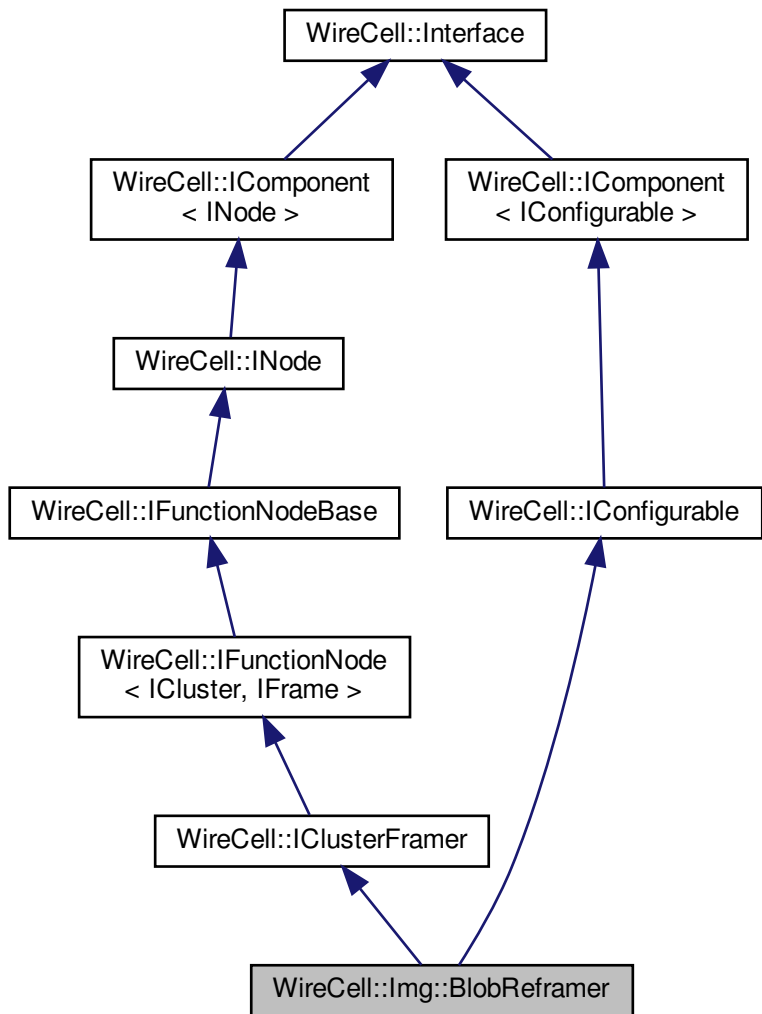 WireCell::Interface
WireCell::IComponent
< INode >
WireCell::IComponent
< IConfigurable >
WireCell::INode
WireCell::IFunctionNodeBase
WireCell::IConfigurable
WireCell::IFunctionNode
< ICluster, IFrame >
WireCell::IClusterFramer
WireCell::Img::BlobReframer